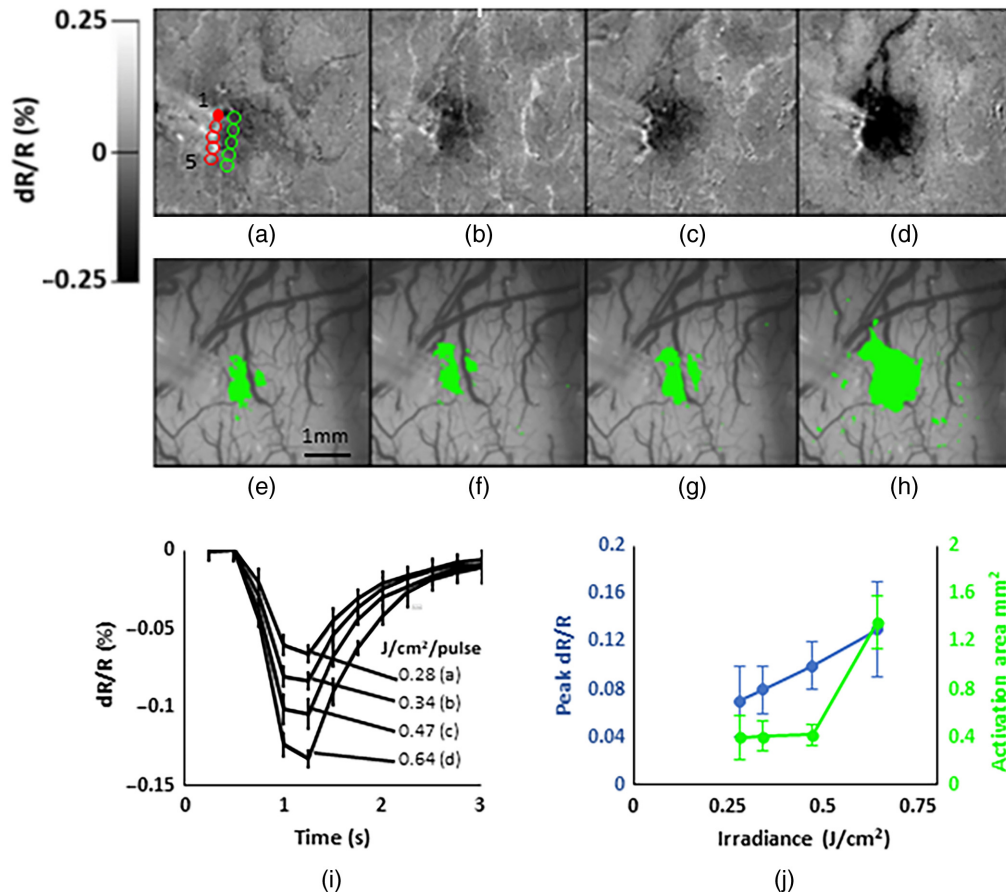 0.25
0
−0.25
dR/R (%)
1
5
(a)
(b)
(c)
(d)
1mm
(e)
(f)
(g)
(h)
0
−0.05
−0.1
−0.15
dR/R (%)
J/cm²/pulse
0.28 (a)
0.34 (b)
0.47 (c)
0.64 (d)
0
1
2
3
Time (s)
(i)
0.2
0.16
0.12
0.08
0.04
0
Peak dR/R
2
1.6
1.2
0.8
0.4
0
Activation area mm²
0
0.25
0.5
0.75
Irradiance (J/cm²)
(j)